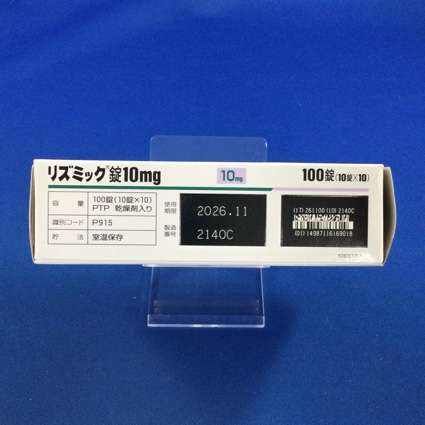 リズミック®錠10mg
10mg
100錠(10錠×10)
容量 100錠(10錠×10)
PTP 乾燥剤入り
識別コード P915
貯法 室温保存
使用期限 2026.11
製造番号 2140C
(17) 261100 (10) 2140C
(01) 14987116169018